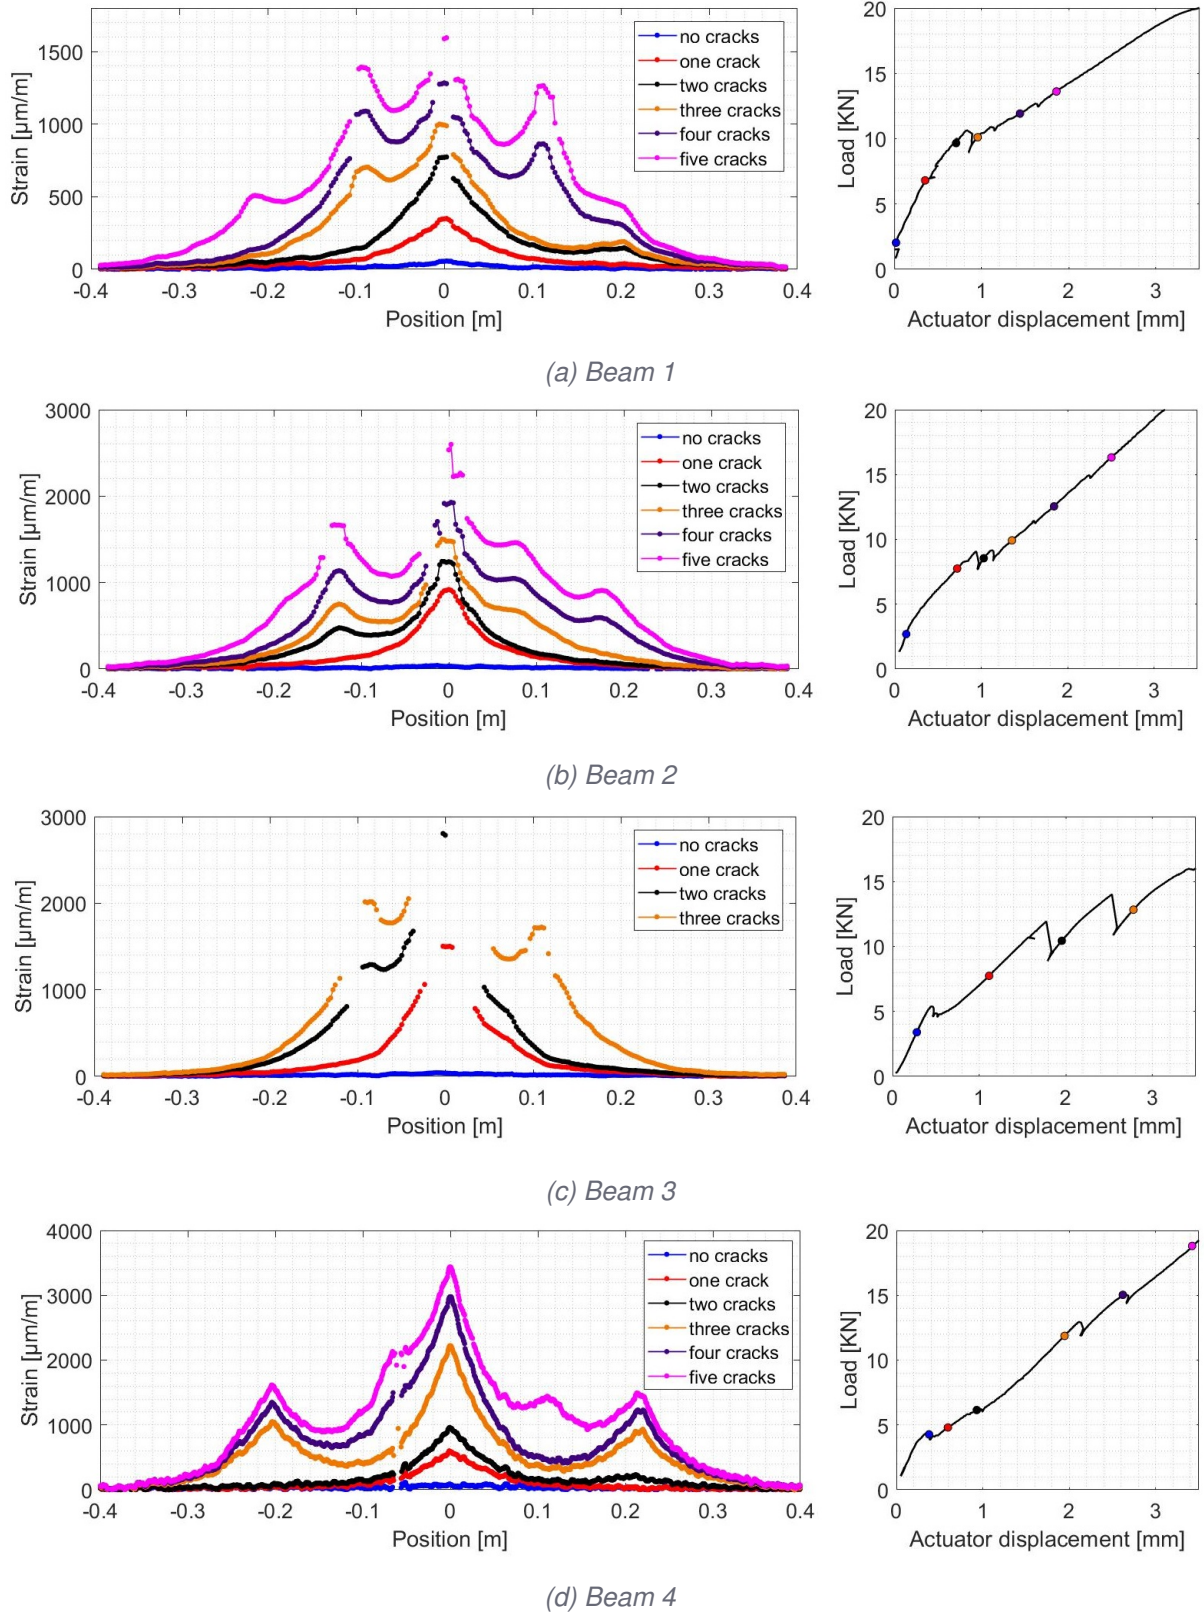 1500
1000
500
0
Strain [µm/m]
no cracks
one crack
two cracks
three cracks
four cracks
five cracks
-0.4 -0.3 -0.2 -0.1 0 0.1 0.2 0.3 0.4
Position [m]
20
15
10
5
0
Load [KN]
0 1 2 3
Actuator displacement [mm]
(a) Beam 1
3000
2000
1000
0
Strain [µm/m]
no cracks
one crack
two cracks
three cracks
four cracks
five cracks
-0.4 -0.3 -0.2 -0.1 0 0.1 0.2 0.3 0.4
Position [m]
20
15
10
5
0
Load [KN]
0 1 2 3
Actuator displacement [mm]
(b) Beam 2
3000
2000
1000
0
Strain [µm/m]
no cracks
one crack
two cracks
three cracks
-0.4 -0.3 -0.2 -0.1 0 0.1 0.2 0.3 0.4
Position [m]
20
15
10
5
0
Load [KN]
0 1 2 3
Actuator displacement [mm]
(c) Beam 3
4000
3000
2000
1000
0
Strain [µm/m]
no cracks
one crack
two cracks
three cracks
four cracks
five cracks
-0.4 -0.3 -0.2 -0.1 0 0.1 0.2 0.3 0.4
Position [m]
20
15
10
5
0
Load [KN]
0 1 2 3
Actuator displacement [mm]
(d) Beam 4